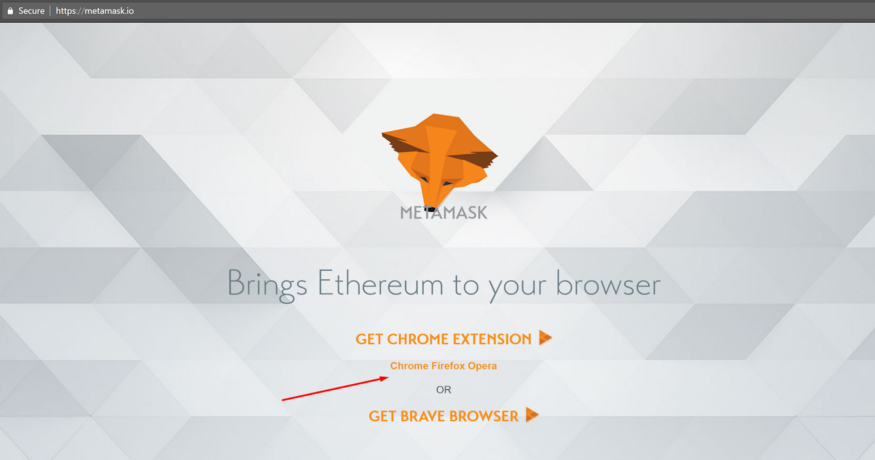 Secure | https://metamask.io
METAMASK
Brings Ethereum to your browser
GET CHROME EXTENSION
Chrome Firefox Opera
OR
GET BRAVE BROWSER